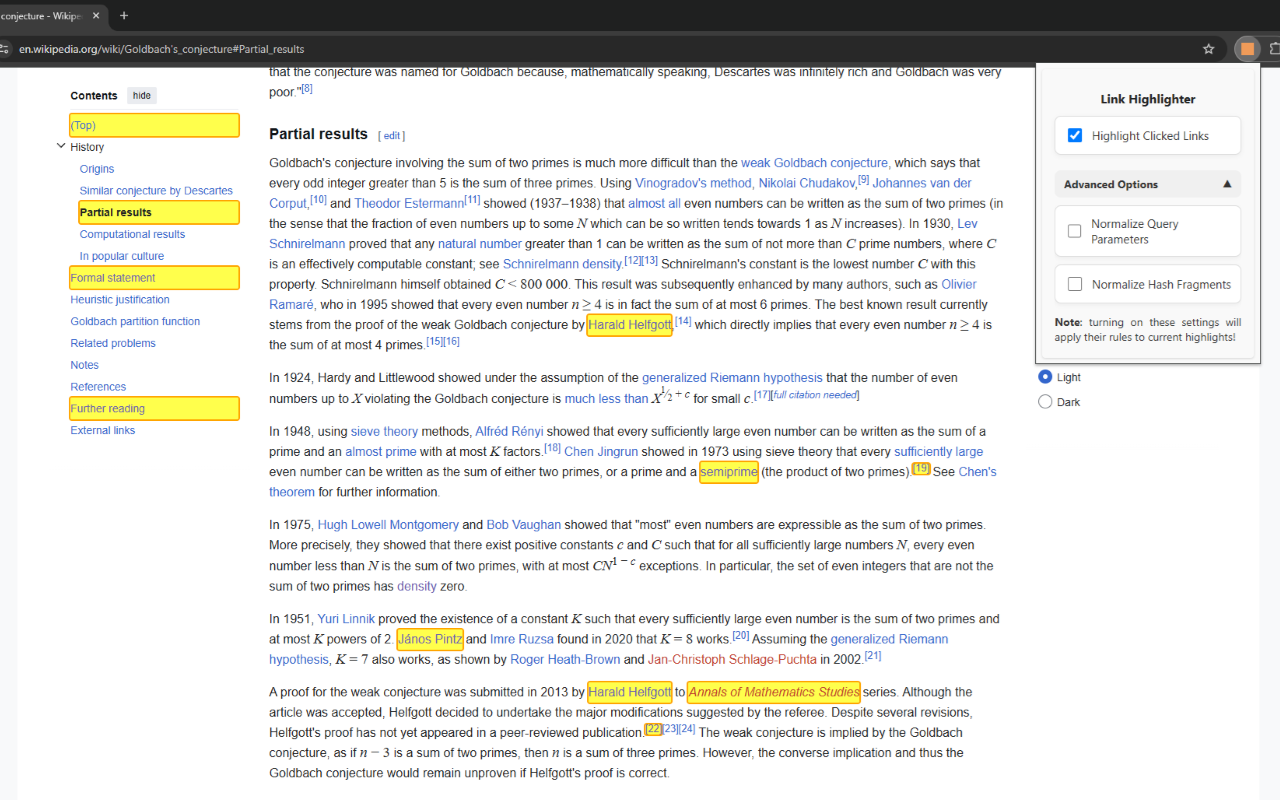 conjecture - Wikipe
en.wikipedia.org/wiki/Goldbach's_conjecture#Partial_results
Contents hide
(Top)
History
Origins
Similar conjecture by Descartes
Partial results
Computational results
In popular culture
Formal statement
Heuristic justification
Goldbach partition function
Related problems
Notes
References
Further reading
External links
that the conjecture was named for Goldbach because, mathematically speaking, Descartes was infinitely rich and Goldbach was very
poor."[8]
Partial results [ edit ]
Goldbach's conjecture involving the sum of two primes is much more difficult than the weak Goldbach conjecture, which says that
every odd integer greater than 5 is the sum of three primes. Using Vinogradov's method, Nikolai Chudakov,[9] Johannes van der
Corput,[10] and Theodor Estermann[11] showed (1937–1938) that almost all even numbers can be written as the sum of two primes (in
the sense that the fraction of even numbers up to some N which can be so written tends towards 1 as N increases). In 1930, Lev
Schnirelmann proved that any natural number greater than 1 can be written as the sum of not more than C prime numbers, where C
is an effectively computable constant; see Schnirelmann density.[12][13] Schnirelmann's constant is the lowest number C with this
property. Schnirelmann himself obtained C < 800 000. This result was subsequently enhanced by many authors, such as Olivier
Ramaré, who in 1995 showed that every even number n ≥ 4 is in fact the sum of at most 6 primes. The best known result currently
stems from the proof of the weak Goldbach conjecture by Harald Helfgott,[14] which directly implies that every even number n ≥ 4 is
the sum of at most 4 primes.[15][16]
In 1924, Hardy and Littlewood showed under the assumption of the generalized Riemann hypothesis that the number of even
numbers up to X violating the Goldbach conjecture is much less than X^1⁄2 + c for small c.[17][full citation needed]
In 1948, using sieve theory methods, Alfréd Rényi showed that every sufficiently large even number can be written as the sum of a
prime and an almost prime with at most K factors.[18] Chen Jingrun showed in 1973 using sieve theory that every sufficiently large
even number can be written as the sum of either two primes, or a prime and a semiprime (the product of two primes).[19] See Chen's
theorem for further information.
In 1975, Hugh Lowell Montgomery and Bob Vaughan showed that "most" even numbers are expressible as the sum of two primes.
More precisely, they showed that there exist positive constants c and C such that for all sufficiently large numbers N, every even
number less than N is the sum of two primes, with at most CN^1 − c exceptions. In particular, the set of even integers that are not the
sum of two primes has density zero.
In 1951, Yuri Linnik proved the existence of a constant K such that every sufficiently large even number is the sum of two primes and
at most K powers of 2. János Pintz and Imre Ruzsa found in 2020 that K = 8 works.[20] Assuming the generalized Riemann
hypothesis, K = 7 also works, as shown by Roger Heath-Brown and Jan-Christoph Schlage-Puchta in 2002.[21]
A proof for the weak conjecture was submitted in 2013 by Harald Helfgott to Annals of Mathematics Studies series. Although the
article was accepted, Helfgott decided to undertake the major modifications suggested by the referee. Despite several revisions,
Helfgott's proof has not yet appeared in a peer-reviewed publication.[22][23][24] The weak conjecture is implied by the Goldbach
conjecture, as if n − 3 is a sum of two primes, then n is a sum of three primes. However, the converse implication and thus the
Goldbach conjecture would remain unproven if Helfgott's proof is correct.
Link Highlighter
Highlight Clicked Links
Advanced Options ▲
Normalize Query
Parameters
Normalize Hash Fragments
Note: turning on these settings will
apply their rules to current highlights!
Light
Dark